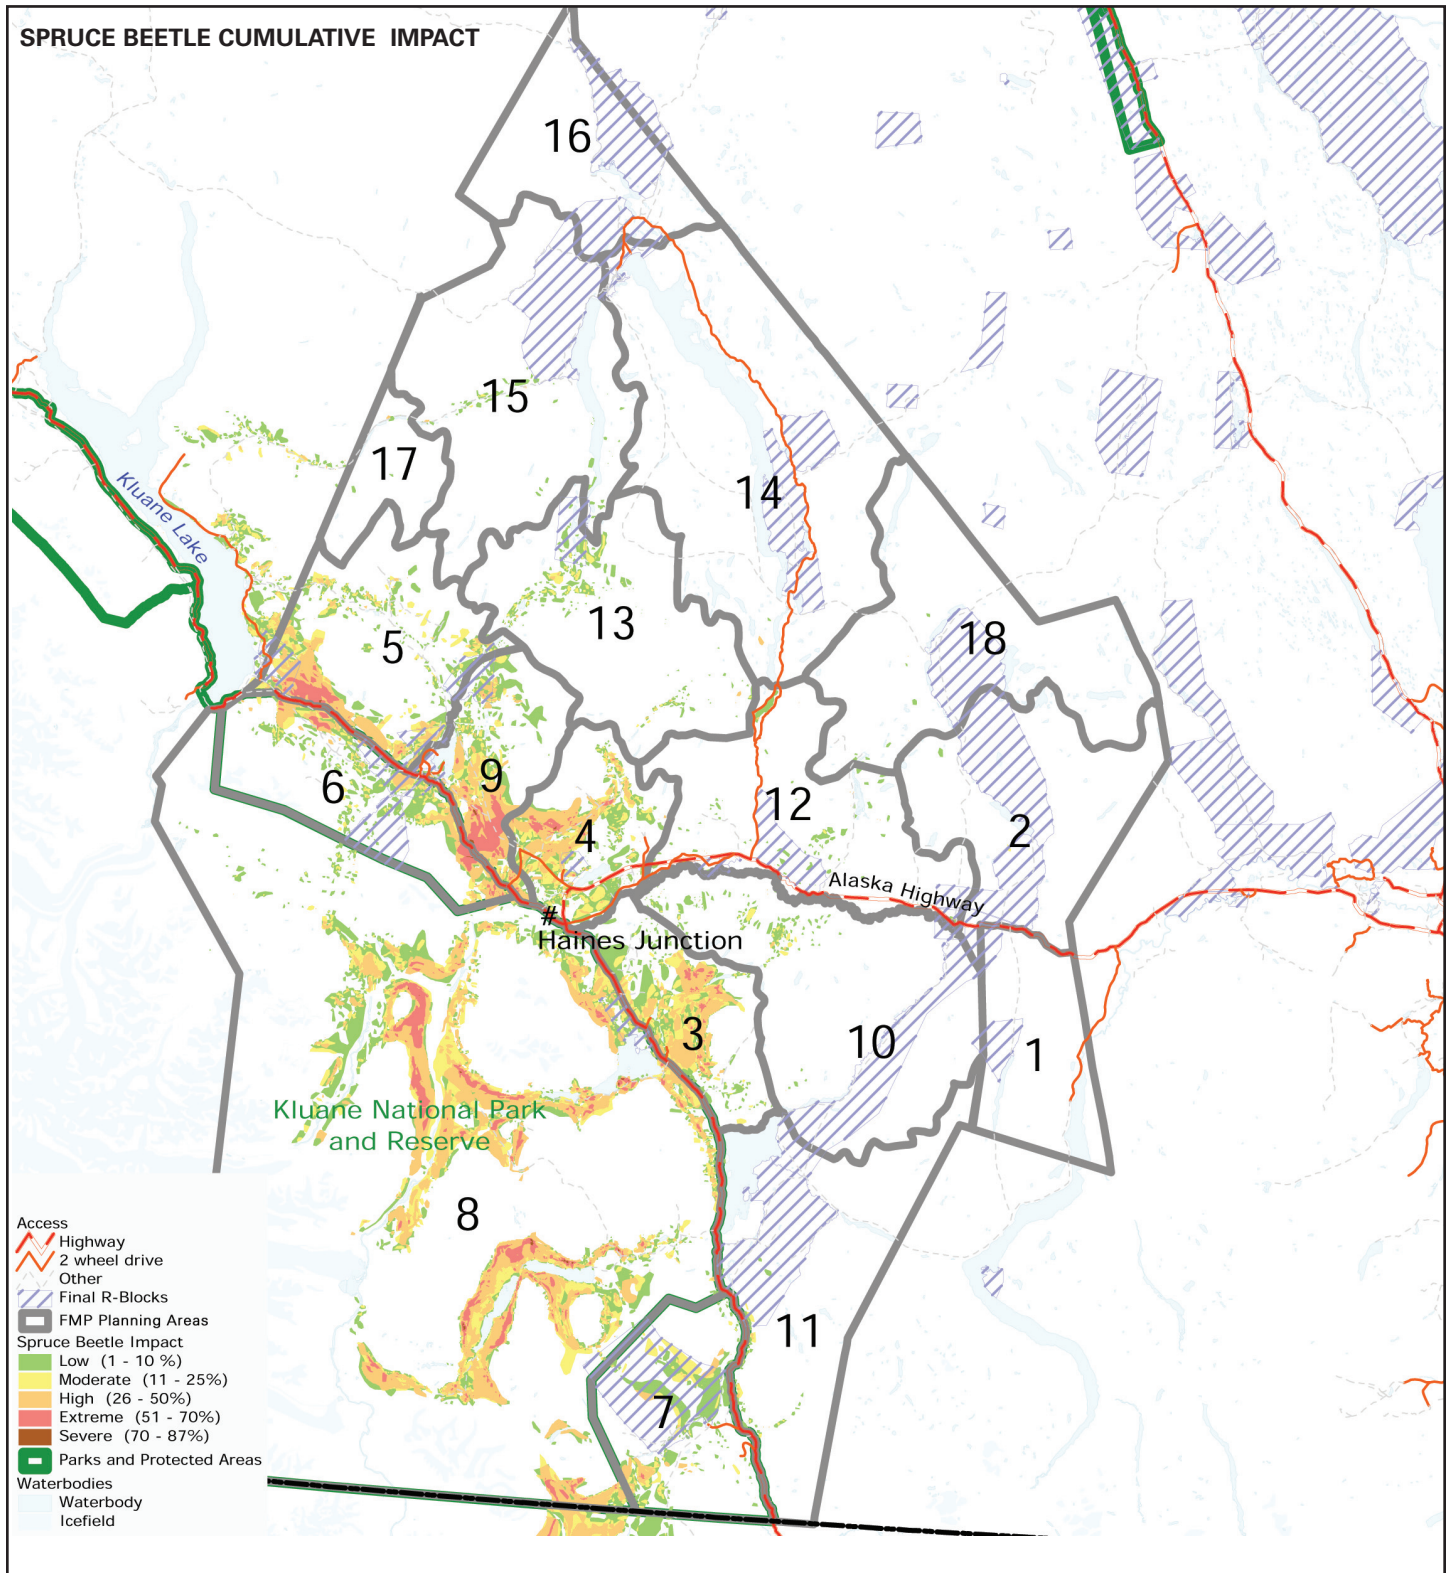 SPRUCE BEETLE CUMULATIVE IMPACT
16
15
17
14
Kluane Lake
13
5
18
6
9
4
12
2
Alaska Highway
#
Haines Junction
3
10
1
Kluane National Park
and Reserve
8
11
7
Access
Highway
2 wheel drive
Other
Final R-Blocks
FMP Planning Areas
Spruce Beetle Impact
Low (1 - 10 %)
Moderate (11 - 25%)
High (26 - 50%)
Extreme (51 - 70%)
Severe (70 - 87%)
Parks and Protected Areas
Waterbodies
Waterbody
Icefield